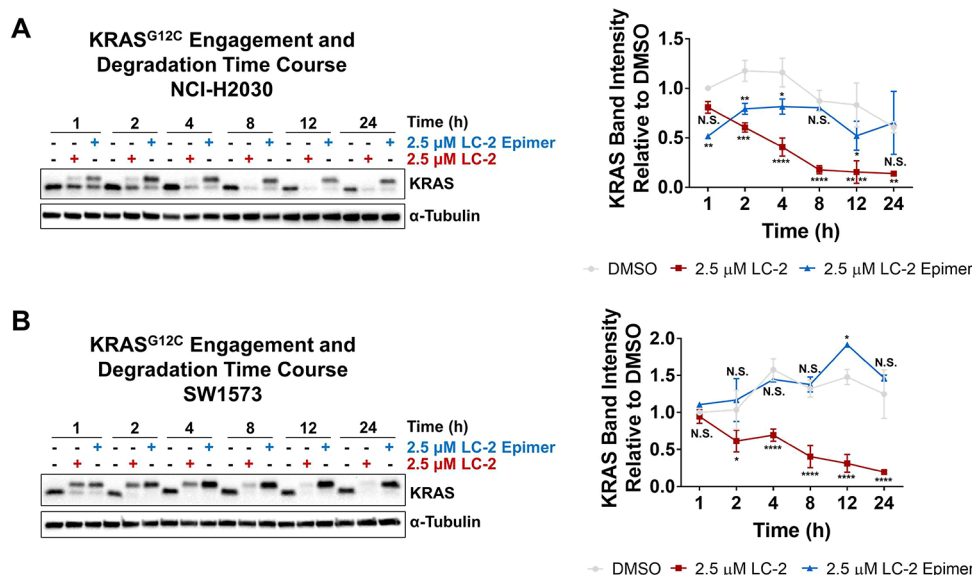 A
KRASG12C Engagement and
Degradation Time Course
NCI-H2030
1 2 4 8 12 24 Time (h)
- - + - - + - - + - - + - - + - - + 2.5 µM LC-2 Epimer
- + - - + - - + - - + - - + - - + - 2.5 µM LC-2
KRAS
α-Tubulin
KRAS Band Intensity
Relative to DMSO
1.5
1.0
0.5
0.0
N.S.
**
**
***
*
****
N.S.
****
*
****
N.S.
**
1 2 4 8 12 24
Time (h)
DMSO 2.5 µM LC-2 2.5 µM LC-2 Epimer
B
KRASG12C Engagement and
Degradation Time Course
SW1573
1 2 4 8 12 24 Time (h)
- - + - - + - - + - - + - - + - - + 2.5 µM LC-2 Epimer
- + - - + - - + - - + - - + - - + - 2.5 µM LC-2
KRAS
α-Tubulin
KRAS Band Intensity
Relative to DMSO
2.0
1.5
1.0
0.5
0.0
N.S.
N.S.
*
N.S.
****
N.S.
****
*
****
N.S.
****
1 2 4 8 12 24
Time (h)
DMSO 2.5 µM LC-2 2.5 µM LC-2 Epimer